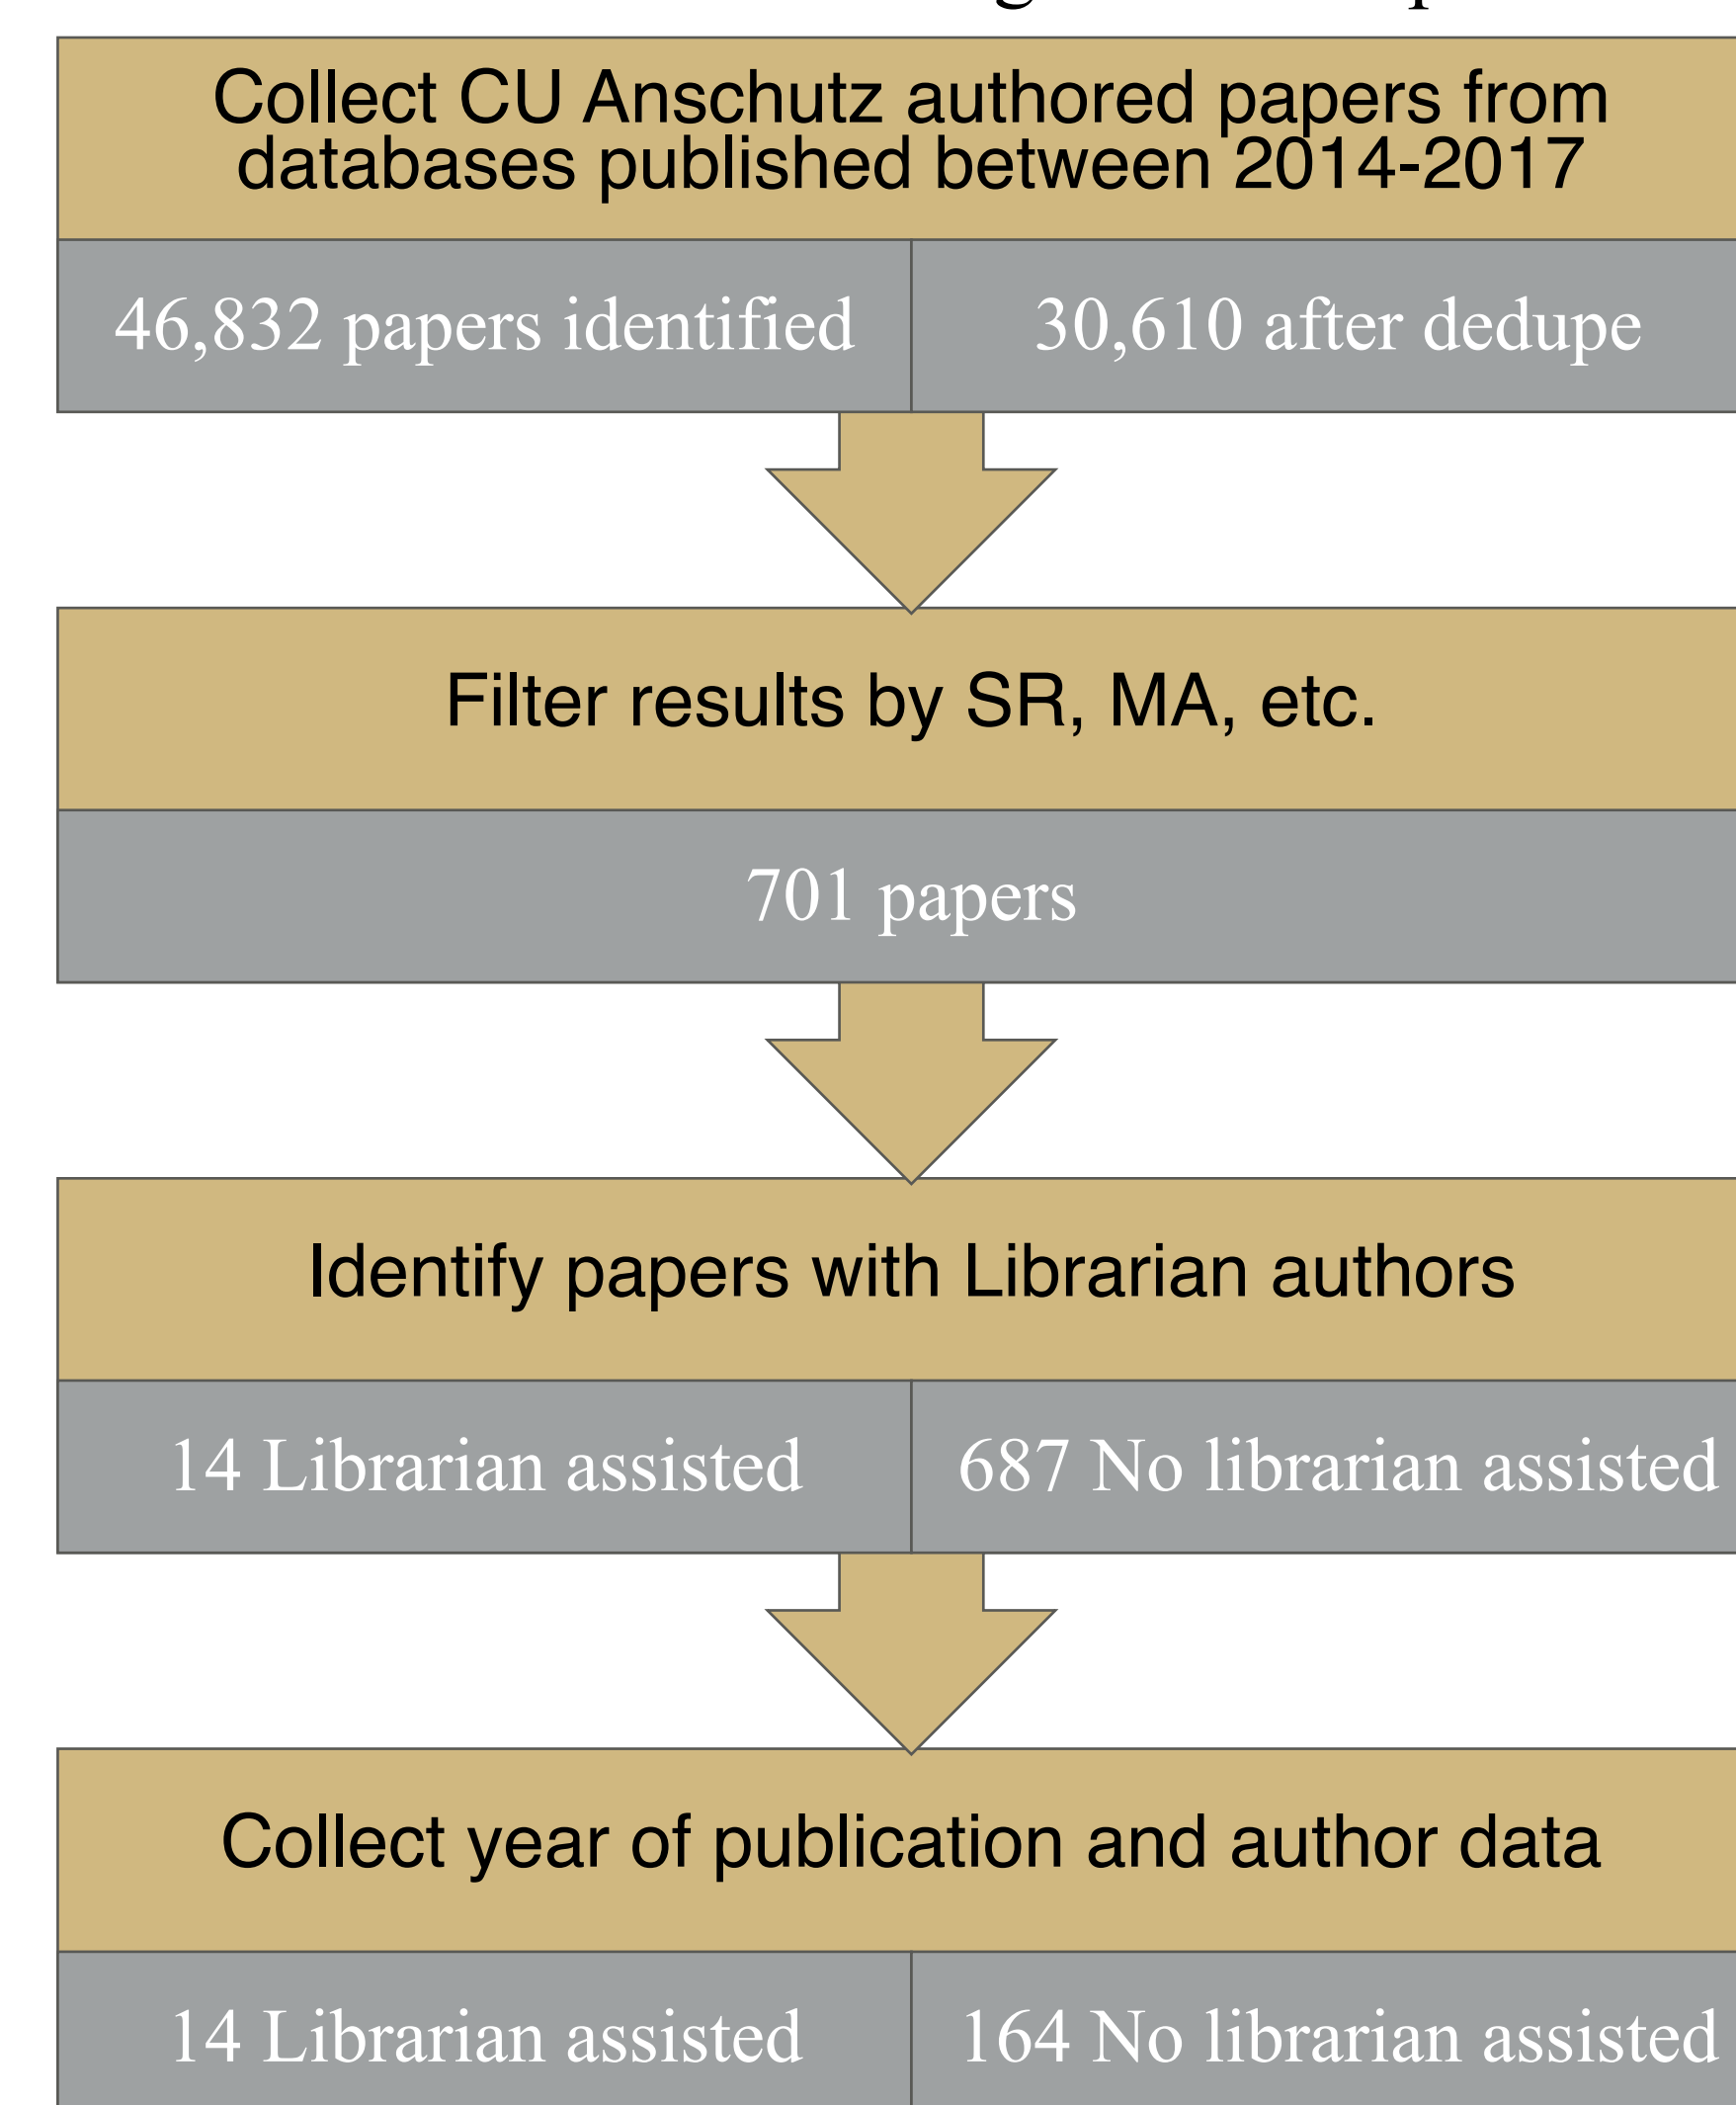 Collect CU Anschutz authored papers from
databases published between 2014-2017
46,832 papers identified
30,610 after dedupe
Filter results by SR, MA, etc.
701 papers
Identify papers with Librarian authors
14 Librarian assisted
687 No librarian assisted
Collect year of publication and author data
14 Librarian assisted
164 No librarian assisted